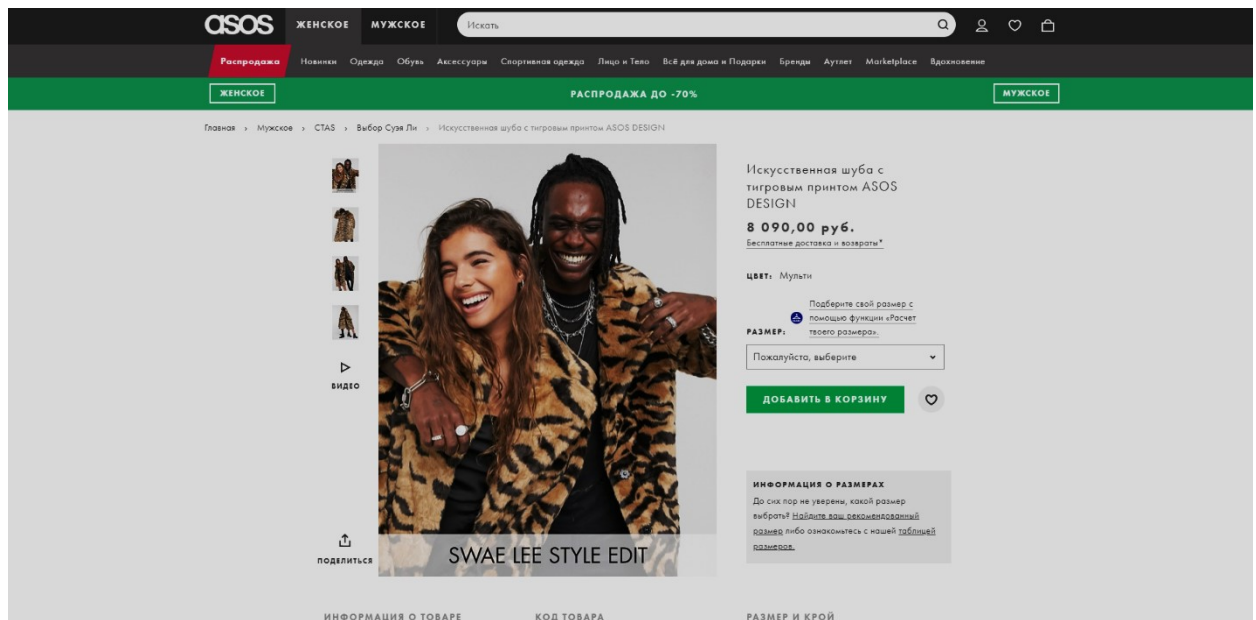 asos
ЖЕНСКОЕ
МУЖСКОЕ
Искать
Распродажа
Новинки
Одежда
Обувь
Аксессуары
Спортивная одежда
Лицо и Тело
Всё для дома и Подарки
Бренды
Аутлет
Marketplace
Вдохновение
ЖЕНСКОЕ
РАСПРОДАЖА ДО -70%
МУЖСКОЕ
Главная › Мужское › CTAS › Выбор Суэя Ли › Искусственная шуба с тигровым принтом ASOS DESIGN
ВИДЕО
ПОДЕЛИТЬСЯ
SWAE LEE STYLE EDIT
Искусственная шуба с
тигровым принтом ASOS
DESIGN
8 090,00 руб.
Бесплатные доставка и возвраты*
ЦВЕТ: Мульти
Подберите свой размер с
помощью функции «Расчет
РАЗМЕР: твоего размера».
Пожалуйста, выберите
ДОБАВИТЬ В КОРЗИНУ
ИНФОРМАЦИЯ О РАЗМЕРАХ
До сих пор не уверены, какой размер
выбрать? Найдите ваш рекомендованный
размер либо ознакомьтесь с нашей таблицей
размеров.
ИНФОРМАЦИЯ О ТОВАРЕ
КОД ТОВАРА
РАЗМЕР И КРОЙ